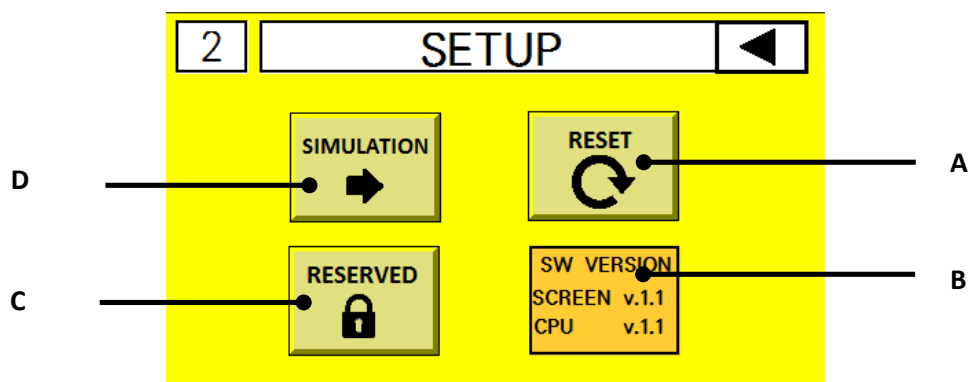 2
SETUP
SIMULATION
RESET
D
A
RESERVED
SW VERSION
SCREEN v.1.1
CPU v.1.1
C
B